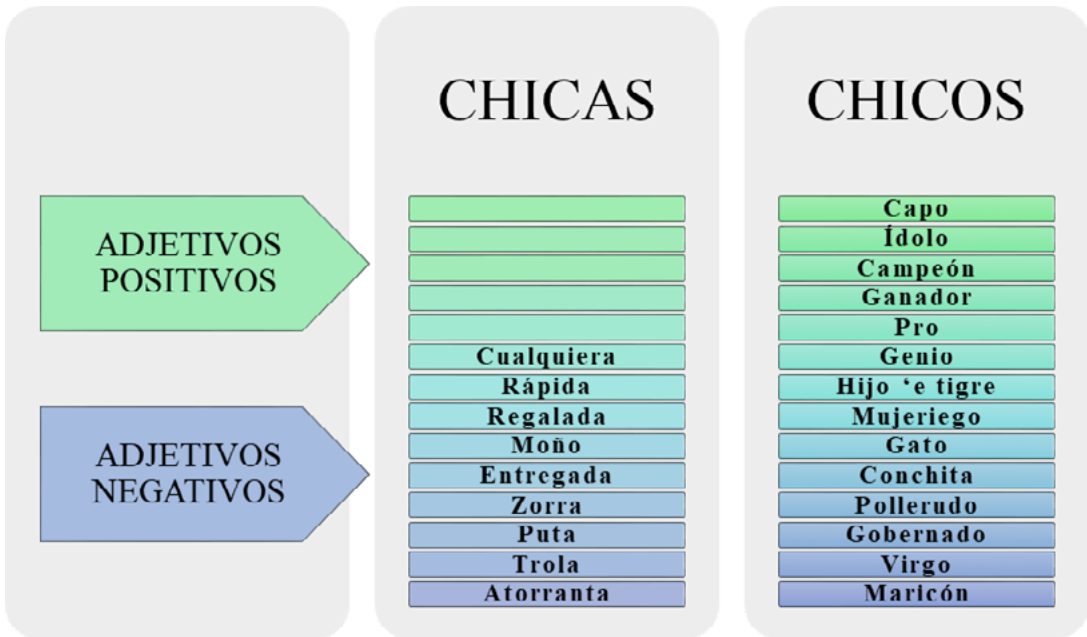 CHICAS
CHICOS
ADJETIVOS
POSITIVOS
ADJETIVOS
NEGATIVOS
Cualquiera
Rápida
Regalada
Moño
Entregada
Zorra
Puta
Trola
Atorranta
Capo
Ídolo
Campeón
Ganador
Pro
Genio
Hijo ‘e tigre
Mujeriego
Gato
Conchita
Pollerudo
Gobernado
Virgo
Maricón